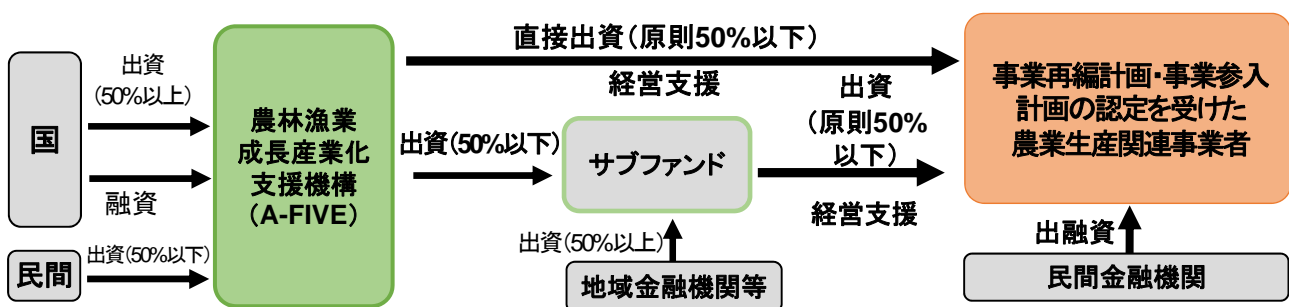 国
出資
(50%以上)
融資
民間
出資(50%以下)
農林漁業
成長産業化
支援機構
(A-FIVE)
直接出資(原則50%以下)
経営支援
出資(50%以下)
サブファンド
出資(50%以上)
地域金融機関等
出資
(原則50%
以下)
経営支援
事業再編計画・事業参入
計画の認定を受けた
農業生産関連事業者
出融資
民間金融機関